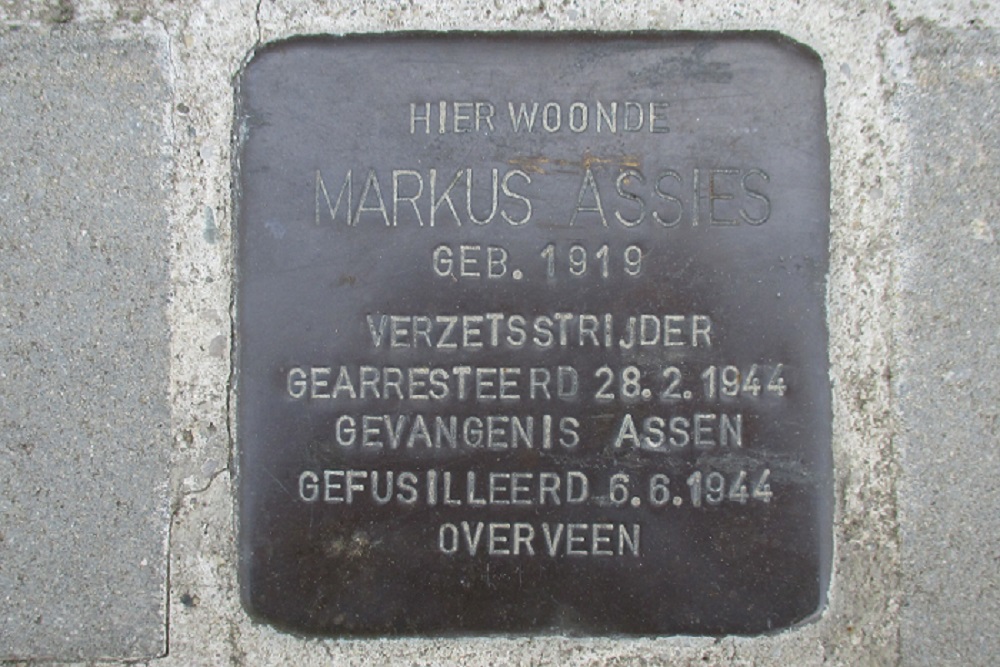 HIER WOONDE
MARKUS ASSIES
GEB. 1919
VERZETSSTRIJDER
GEARRESTEERD 28.2.1944
GEVANGENIS ASSEN
GEFUSILLEERD 6.6.1944
OVERVEEN